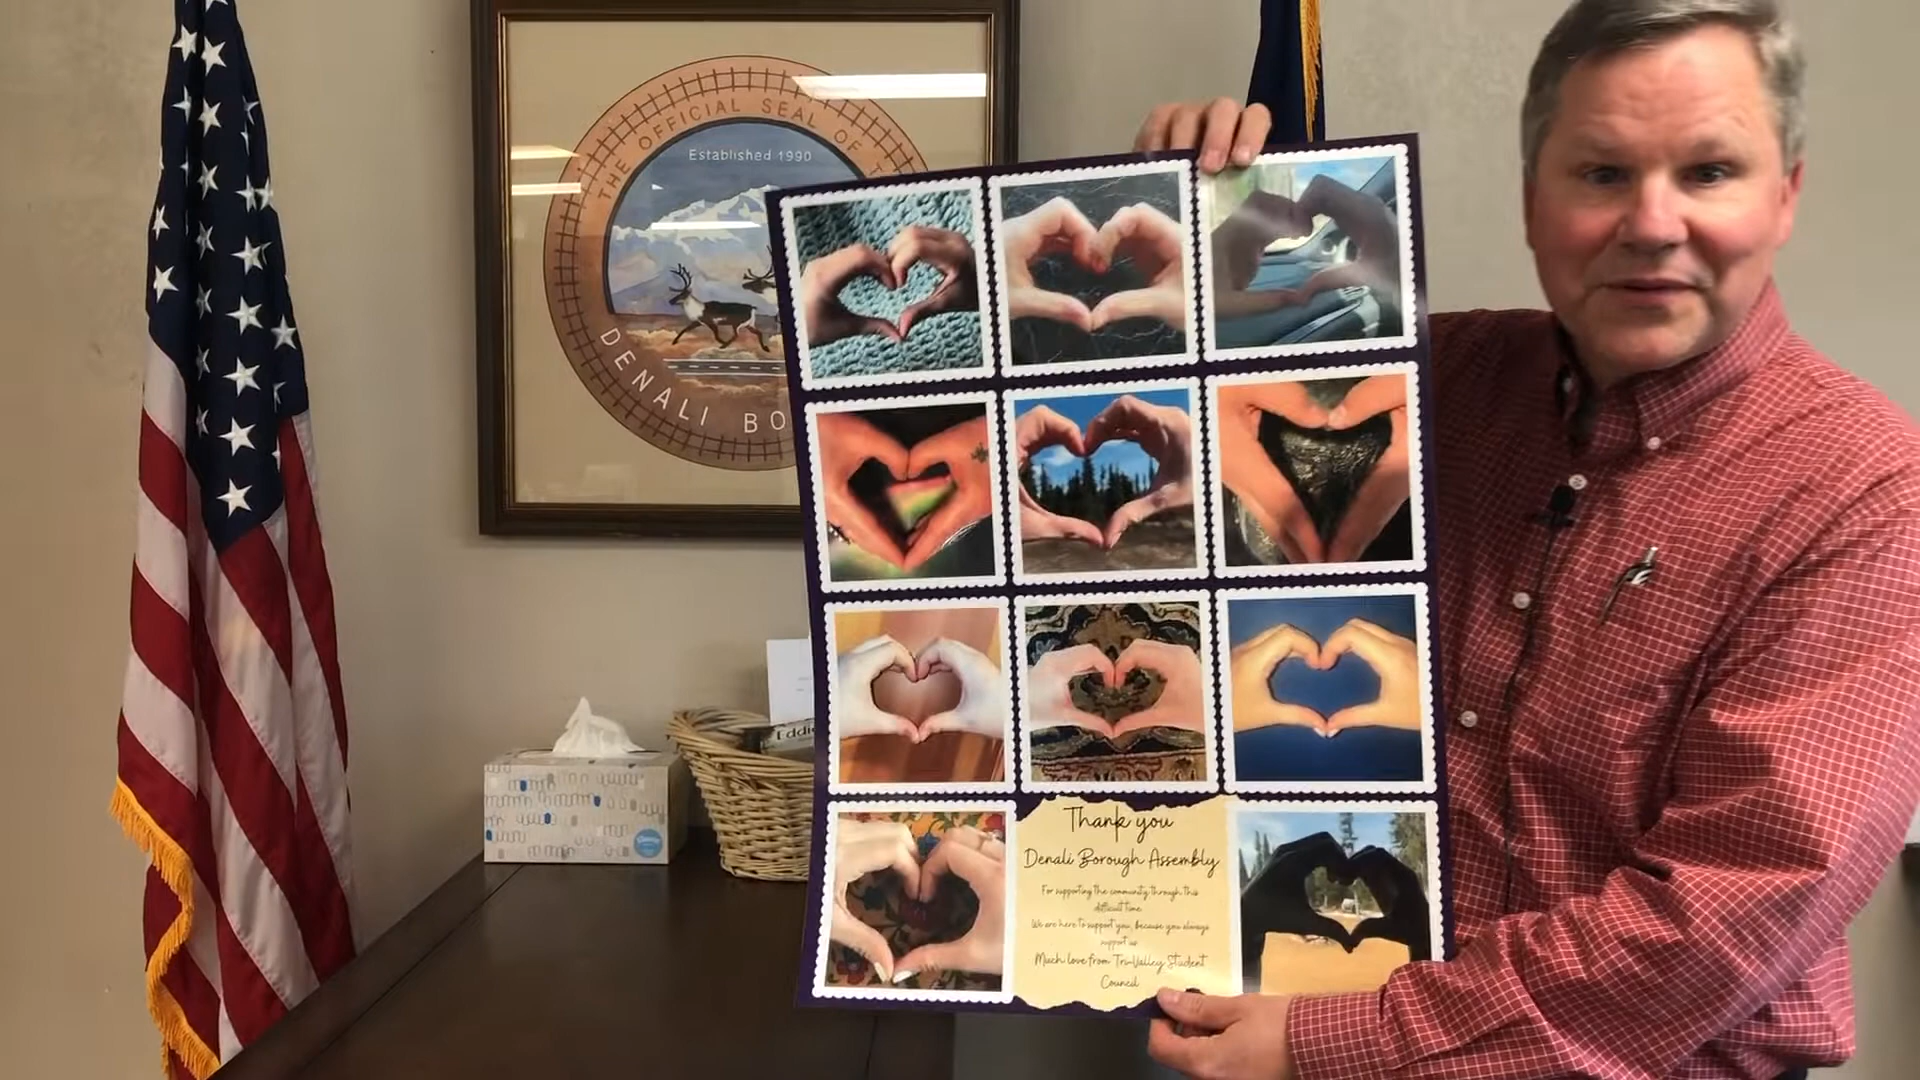 THE OFFICIAL SEAL OF T
Established 1990
DENALI BO
Eddie
Thank you
Denali Borough Assembly
For supporting the community through this
difficult time
We are here to support you, because you always
support us
Much love from Tri-Valley Student
Council